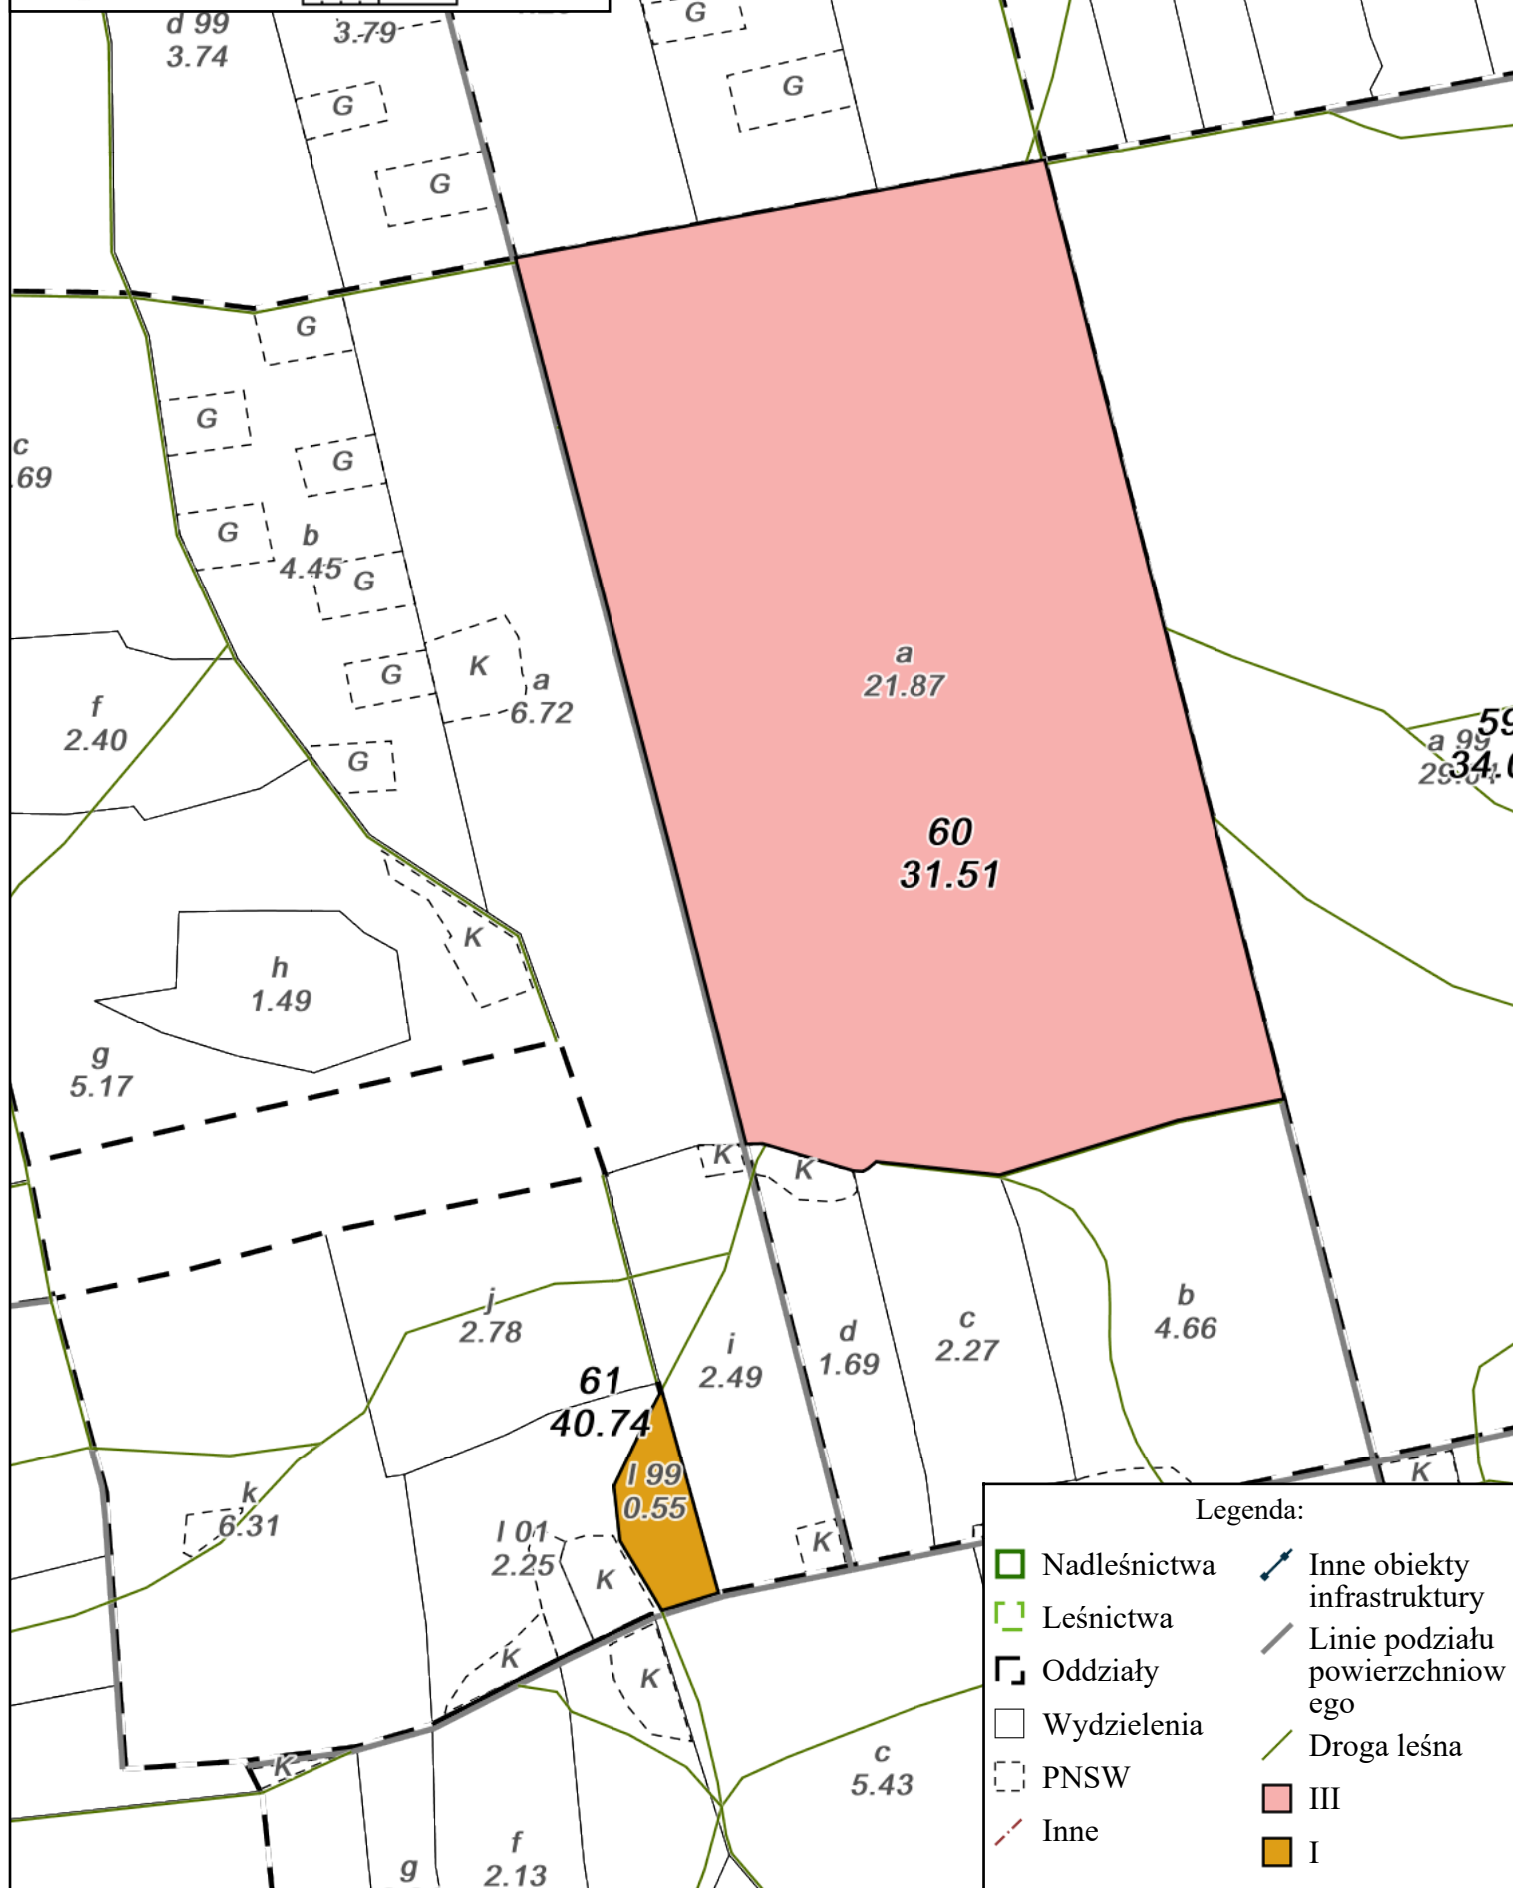 d 99
3.74
3.79
G
G
G
G
G
G
c
.69
G
G
b
4.45
G
G
K
a
6.72
f
2.40
G
a
21.87
60
31.51
59
a 99
K
h
1.49
g
5.17
K
K
j
2.78
i
2.49
d
1.69
c
2.27
b
4.66
61
40.74
l 99
0.55
k
6.31
l 01
2.25
K
K
K
K
K
K
c
5.43
f
2.13
g
Legenda:
Nadleśnictwa
Leśnictwa
Oddziały
Wydzielenia
PNSW
Inne
Inne obiekty
infrastruktury
Linie podziału
powierzchniow
ego
Droga leśna
III
I